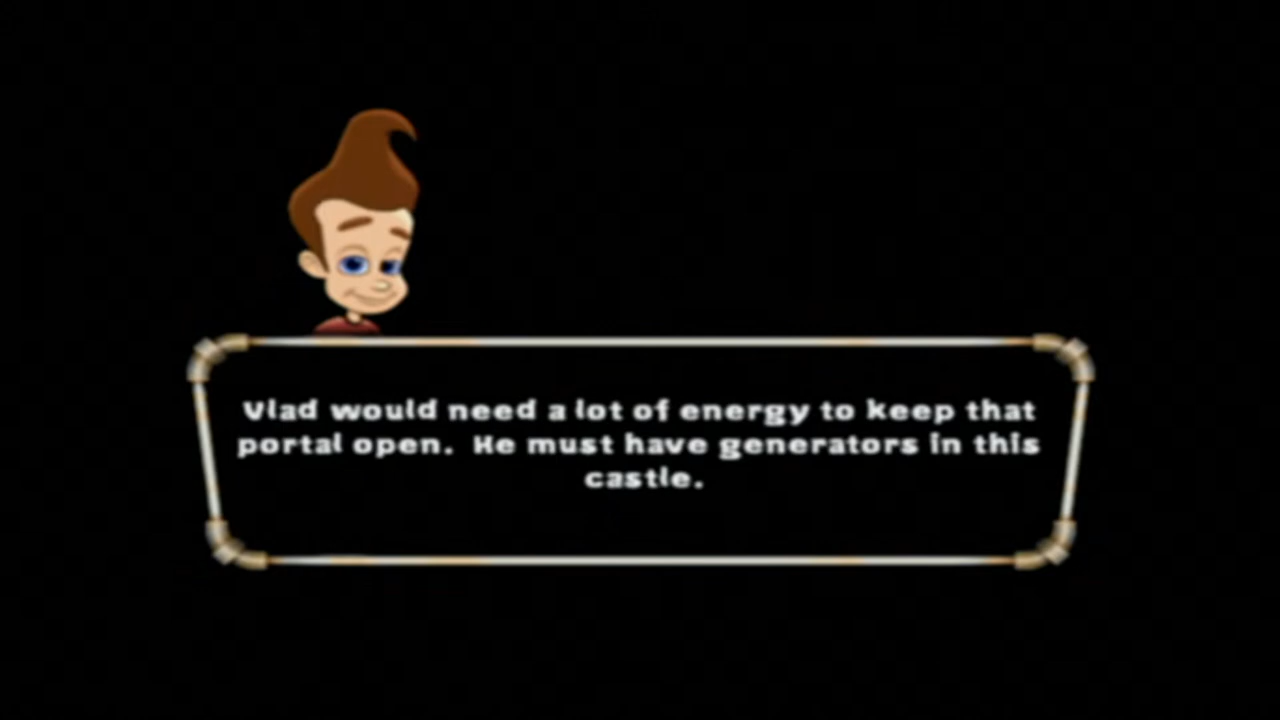 Vlad would need a lot of energy to keep that
portal open.  He must have generators in this
castle.